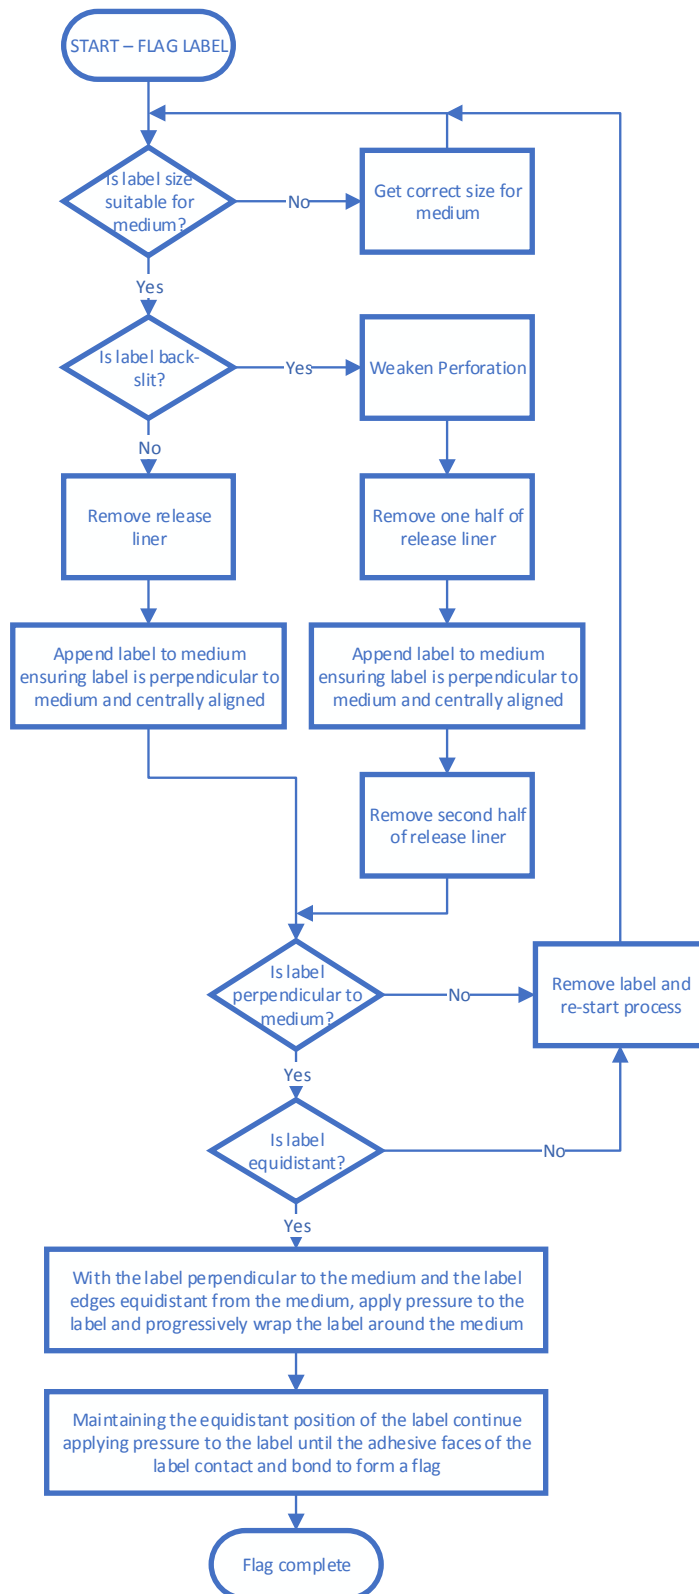 START – FLAG LABEL
Is label size
suitable for
medium?
No
Get correct size for
medium
Yes
Is label back-
slit?
Yes
Weaken Perforation
No
Remove release
liner
Remove one half of
release liner
Append label to medium
ensuring label is perpendicular to
medium and centrally aligned
Append label to medium
ensuring label is perpendicular to
medium and centrally aligned
Remove second half
of release liner
Is label
perpendicular to
medium?
No
Remove label and
re-start process
Yes
Is label
equidistant?
No
Yes
With the label perpendicular to the medium and the label
edges equidistant from the medium, apply pressure to the
label and progressively wrap the label around the medium
Maintaining the equidistant position of the label continue
applying pressure to the label until the adhesive faces of the
label contact and bond to form a flag
Flag complete